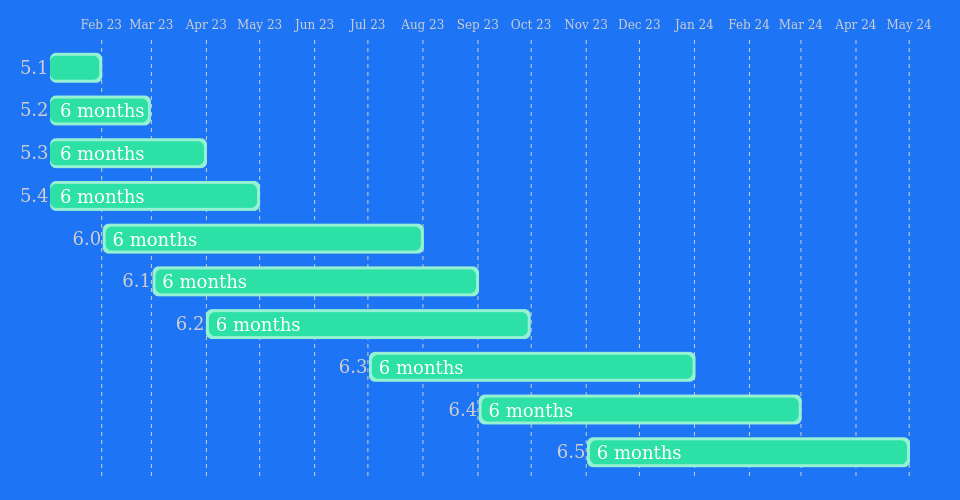 Feb 23 Mar 23 Apr 23 May 23 Jun 23 Jul 23 Aug 23 Sep 23 Oct 23 Nov 23 Dec 23 Jan 24 Feb 24 Mar 24 Apr 24 May 24
5.1
5.2 6 months
5.3 6 months
5.4 6 months
6.0 6 months
6.1 6 months
6.2 6 months
6.3 6 months
6.4 6 months
6.5 6 months